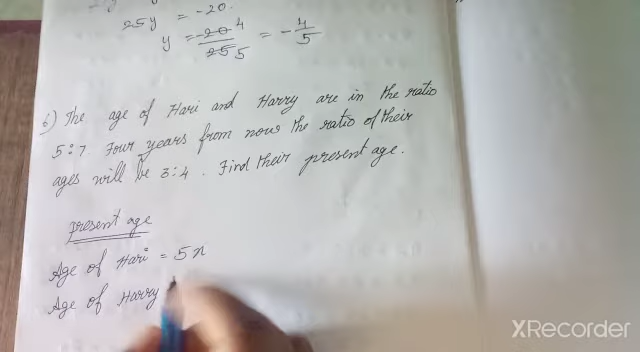 25y = -20.
y = -20 4 / 25 5 = - 4/5
6) The age of Hari and Harry are in the ratio
5:7. Four years from now the ratio of their
ages will be 3:4. Find their present age.
present age
Age of Hari = 5x
Age of Harry
XRecorder